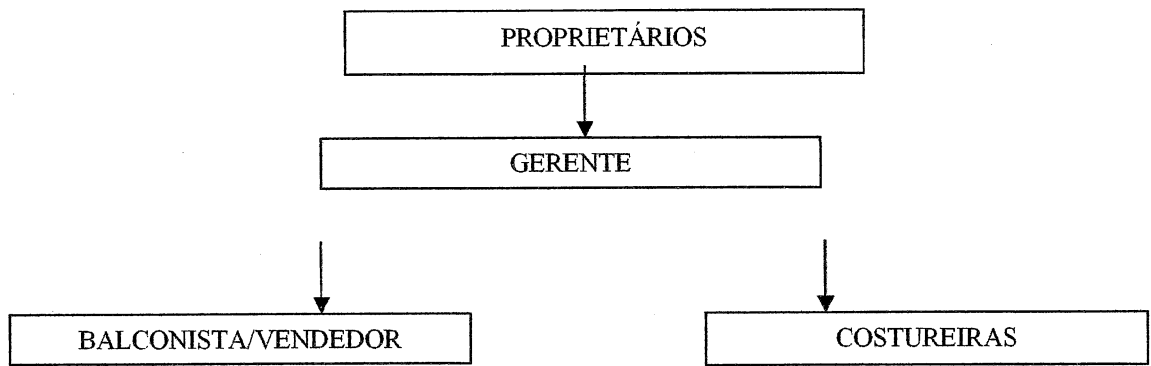 PROPRIETÁRIOS
GERENTE
BALCONISTA/VENDEDOR
COSTUREIRAS